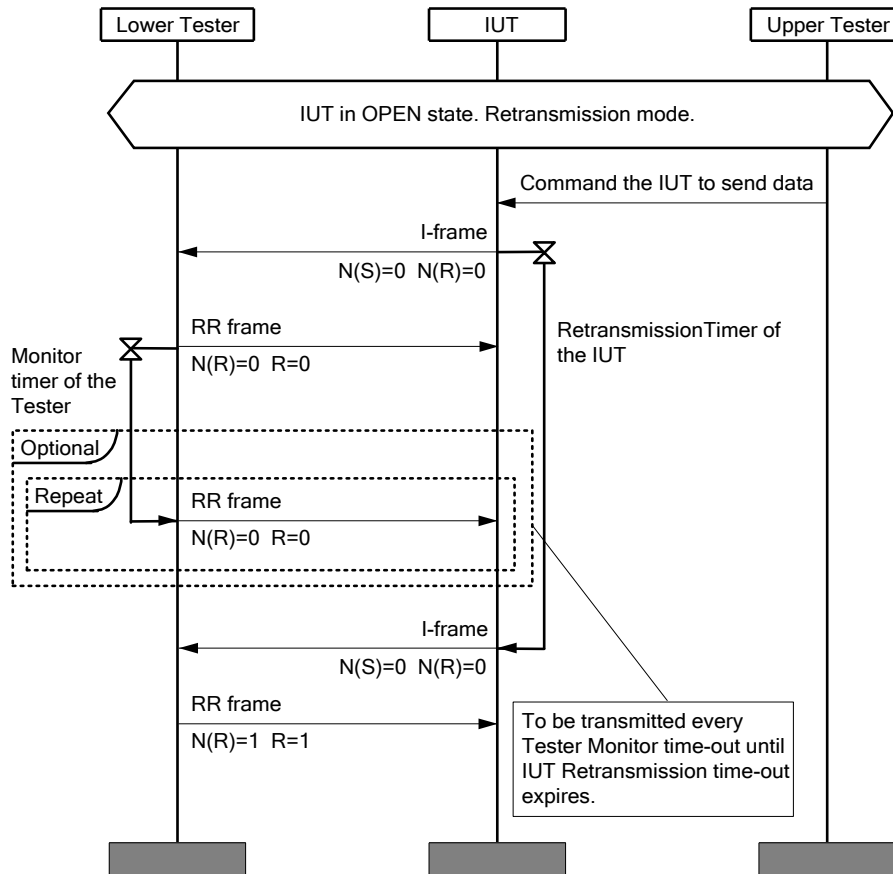 Lower Tester
IUT
Upper Tester
IUT in OPEN state. Retransmission mode.
Command the IUT to send data
I-frame
N(S)=0 N(R)=0
RR frame
N(R)=0 R=0
Monitor
timer of the
Tester
RetransmissionTimer of
the IUT
Optional
Repeat
RR frame
N(R)=0 R=0
I-frame
N(S)=0 N(R)=0
RR frame
N(R)=1 R=1
To be transmitted every
Tester Monitor time-out until
IUT Retransmission time-out
expires.